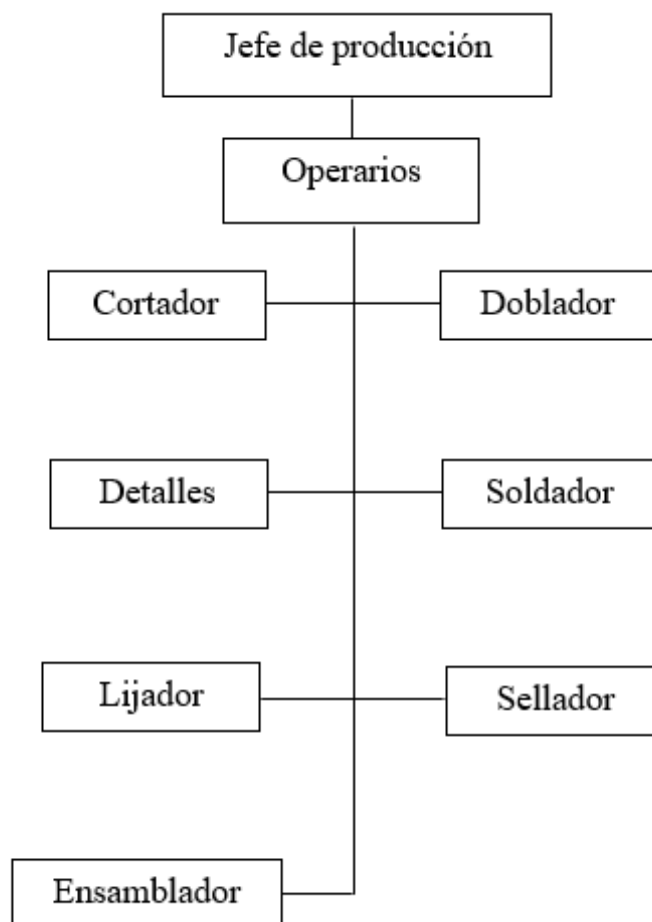 Jefe de producción
Operarios
Cortador
Doblador
Detalles
Soldador
Lijador
Sellador
Ensamblador